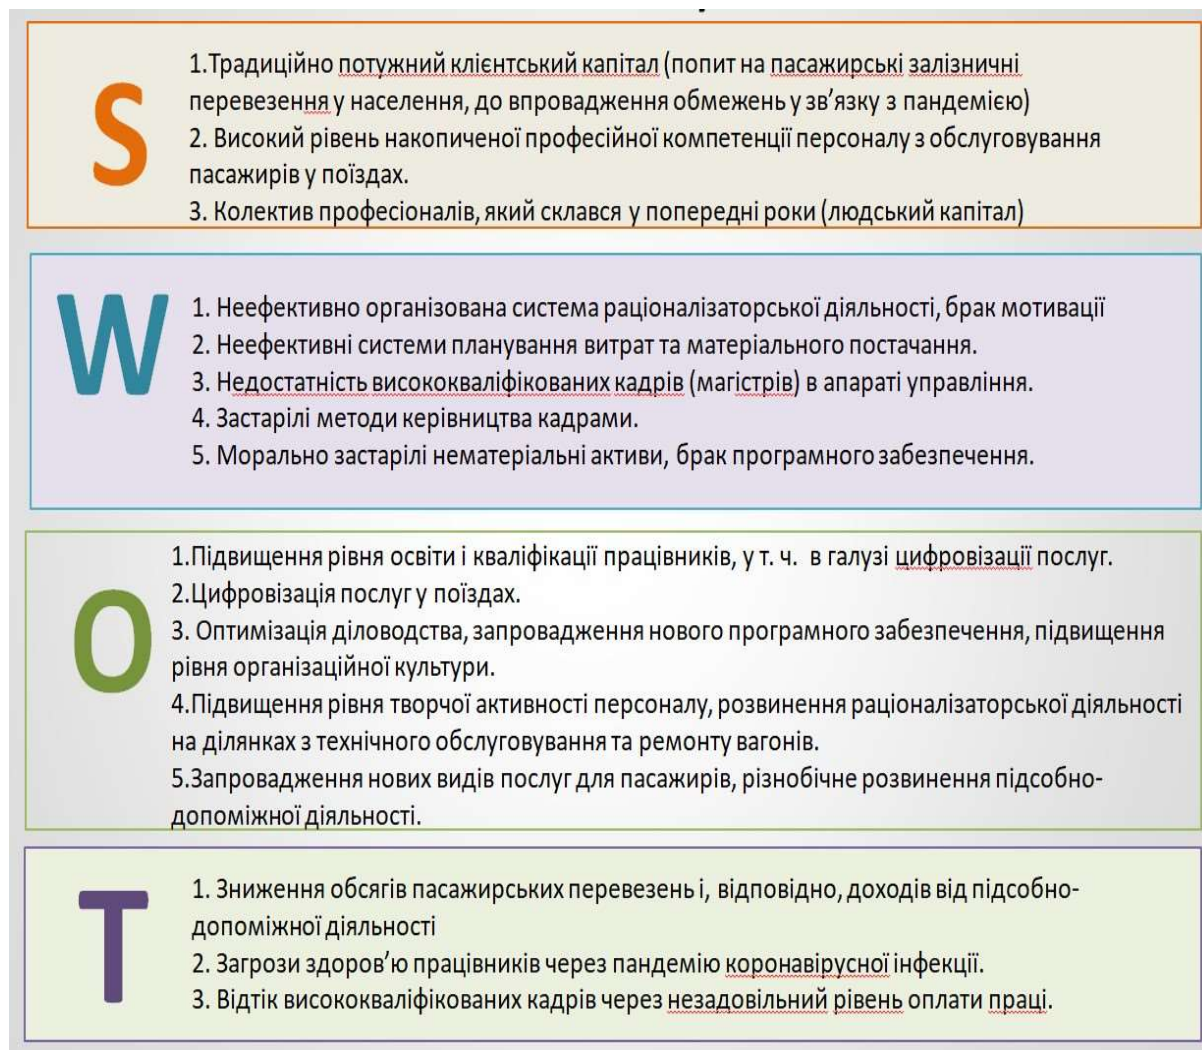 S
1.Традиційно потужний клієнтський капітал (попит на пасажирські залізничні
перевезення у населення, до впровадження обмежень у зв’язку з пандемією)
2. Високий рівень накопиченої професійної компетенції персоналу з обслуговування
пасажирів у поїздах.
3. Колектив професіоналів, який склався у попередні роки (людський капітал)
W
1. Неефективно організована система раціоналізаторської діяльності, брак мотивації
2. Неефективні системи планування витрат та матеріального постачання.
3. Недостатність висококваліфікованих кадрів (магістрів) в апараті управління.
4. Застарілі методи керівництва кадрами.
5. Морально застарілі нематеріальні активи, брак програмного забезпечення.
O
1.Підвищення рівня освіти і кваліфікації працівників, у т. ч. в галузі цифровізації послуг.
2.Цифровізація послуг у поїздах.
3. Оптимізація діловодства, запровадження нового програмного забезпечення, підвищення
рівня організаційної культури.
4.Підвищення рівня творчої активності персоналу, розвинення раціоналізаторської діяльності
на ділянках з технічного обслуговування та ремонту вагонів.
5.Запровадження нових видів послуг для пасажирів, різнобічне розвинення підсобно-
допоміжної діяльності.
T
1. Зниження обсягів пасажирських перевезень і, відповідно, доходів від підсобно-
допоміжної діяльності
2. Загрози здоров’ю працівників через пандемію коронавірусної інфекції.
3. Відтік висококваліфікованих кадрів через незадовільний рівень оплати праці.